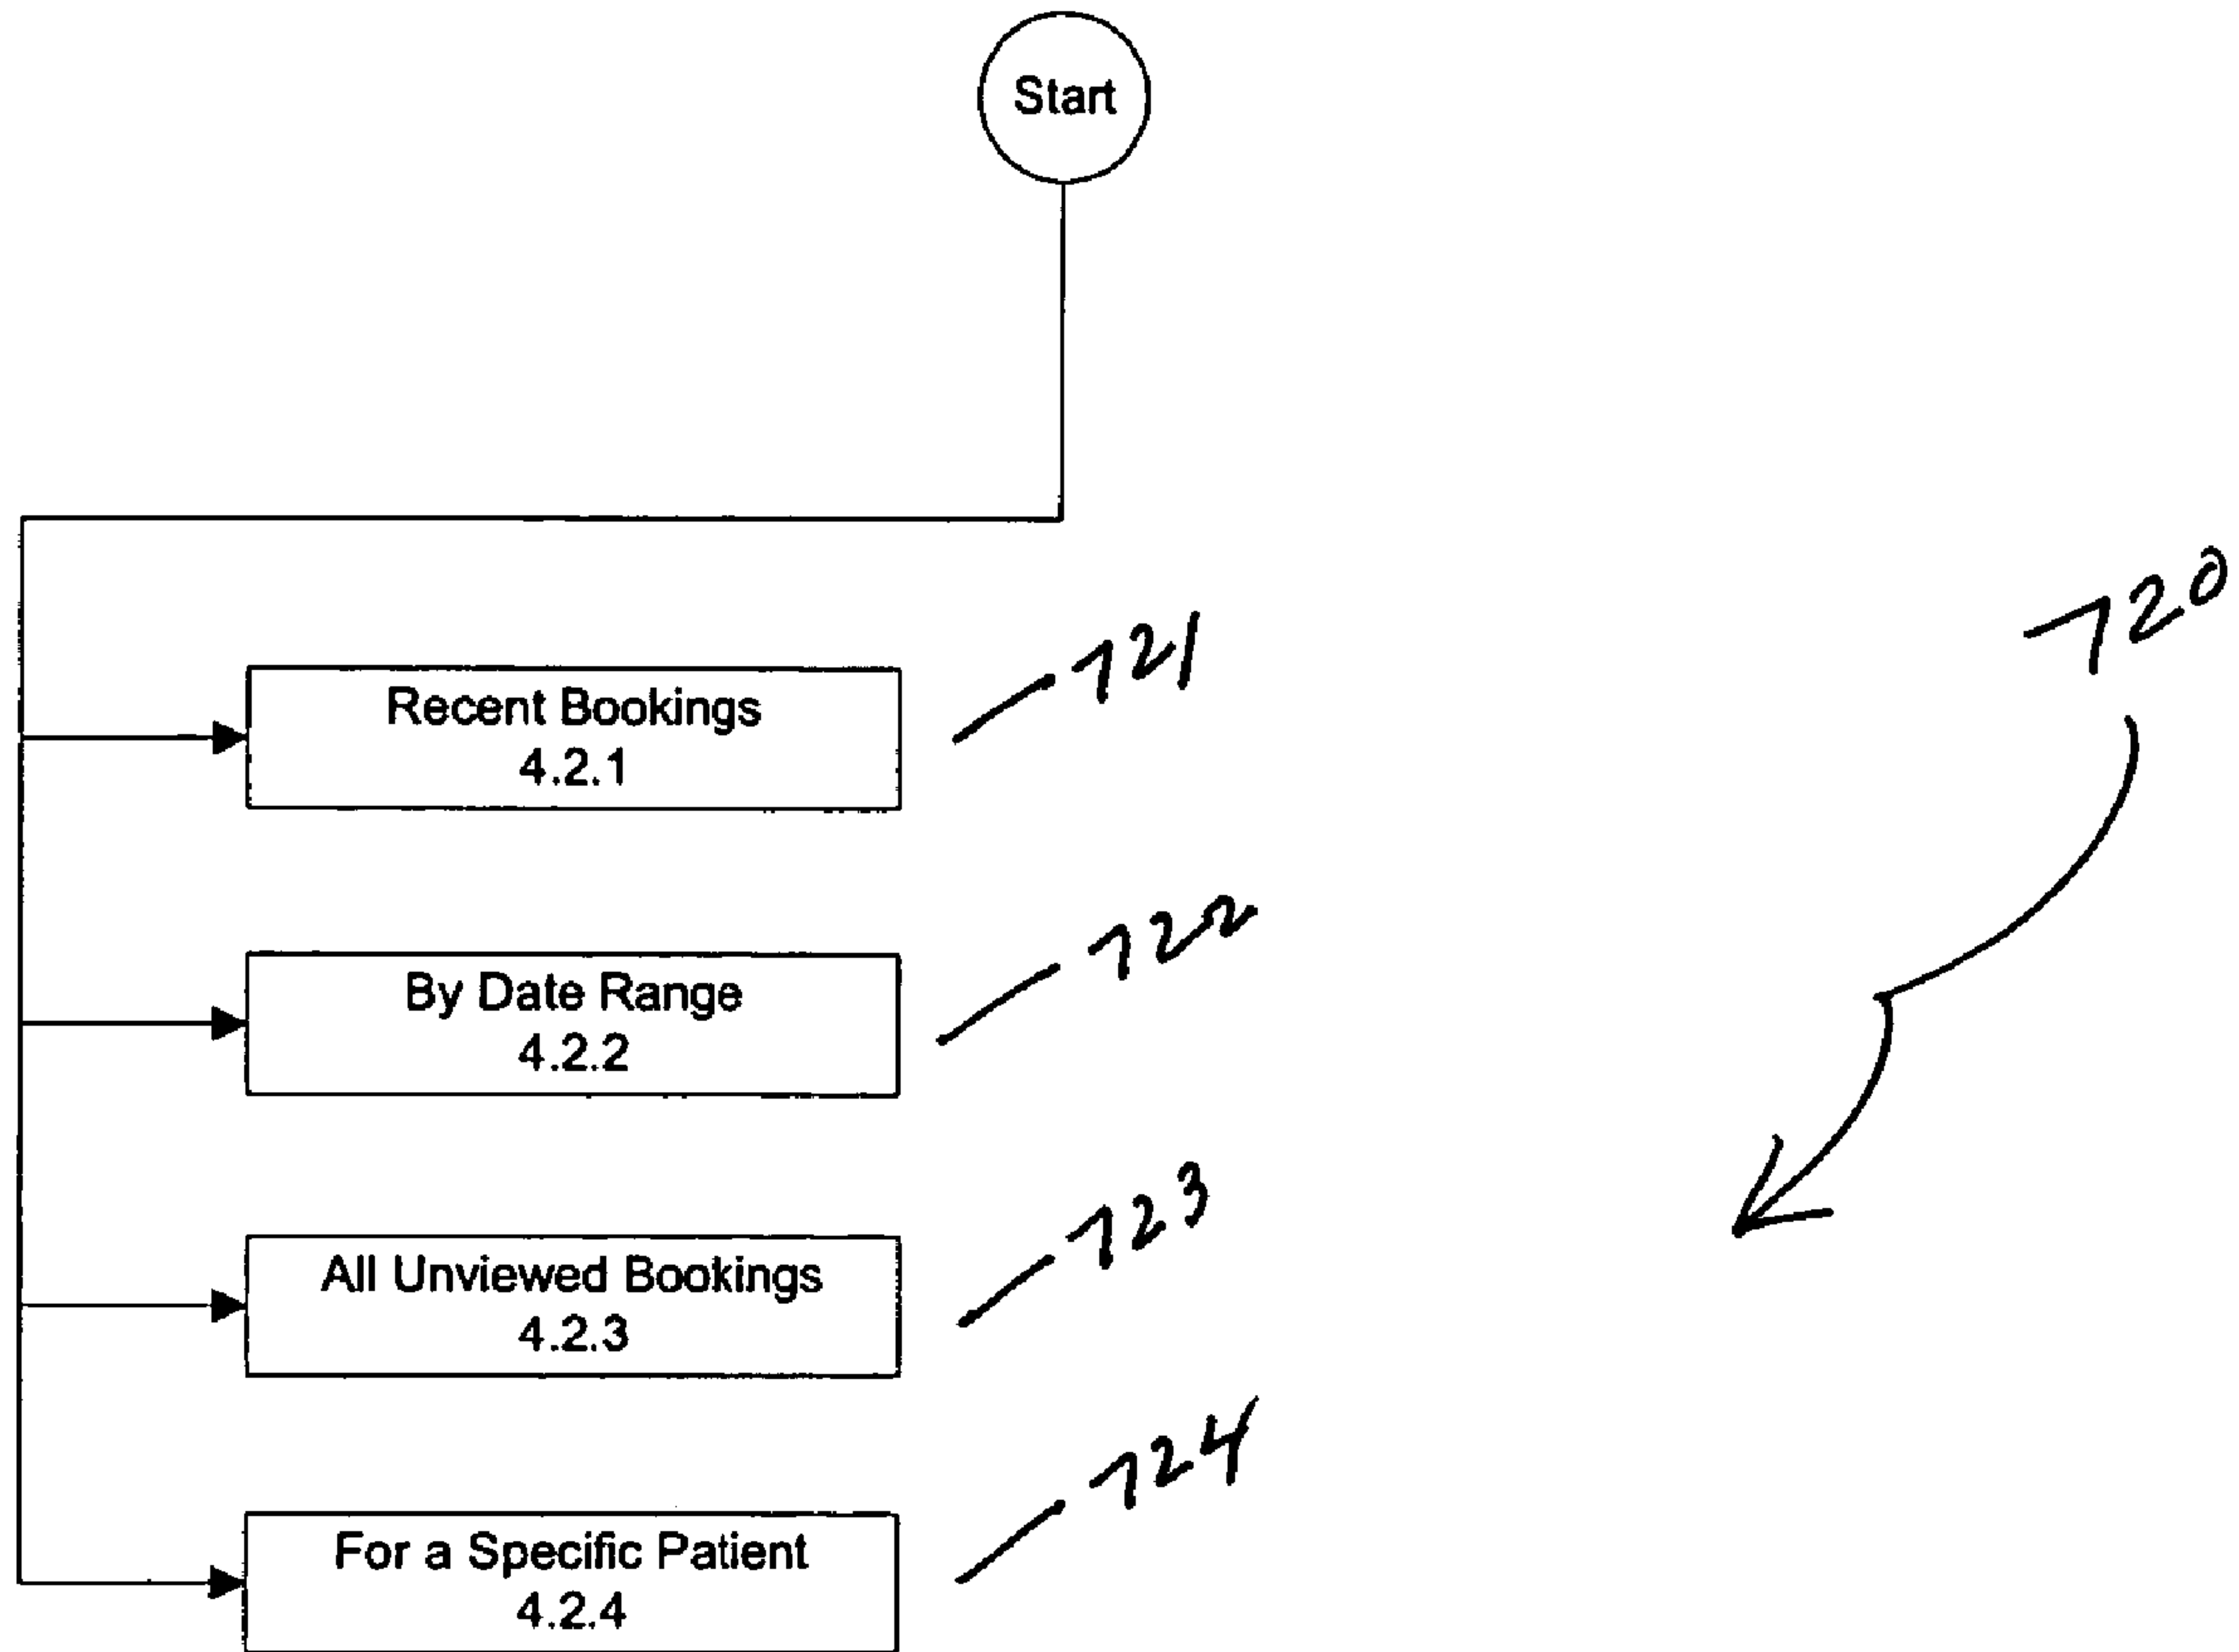 Start
720
Recent Bookings
4.2.1
721
By Date Range
4.2.2
722
All Unviewed Bookings
4.2.3
723
For a Specific Patient
4.2.4
724